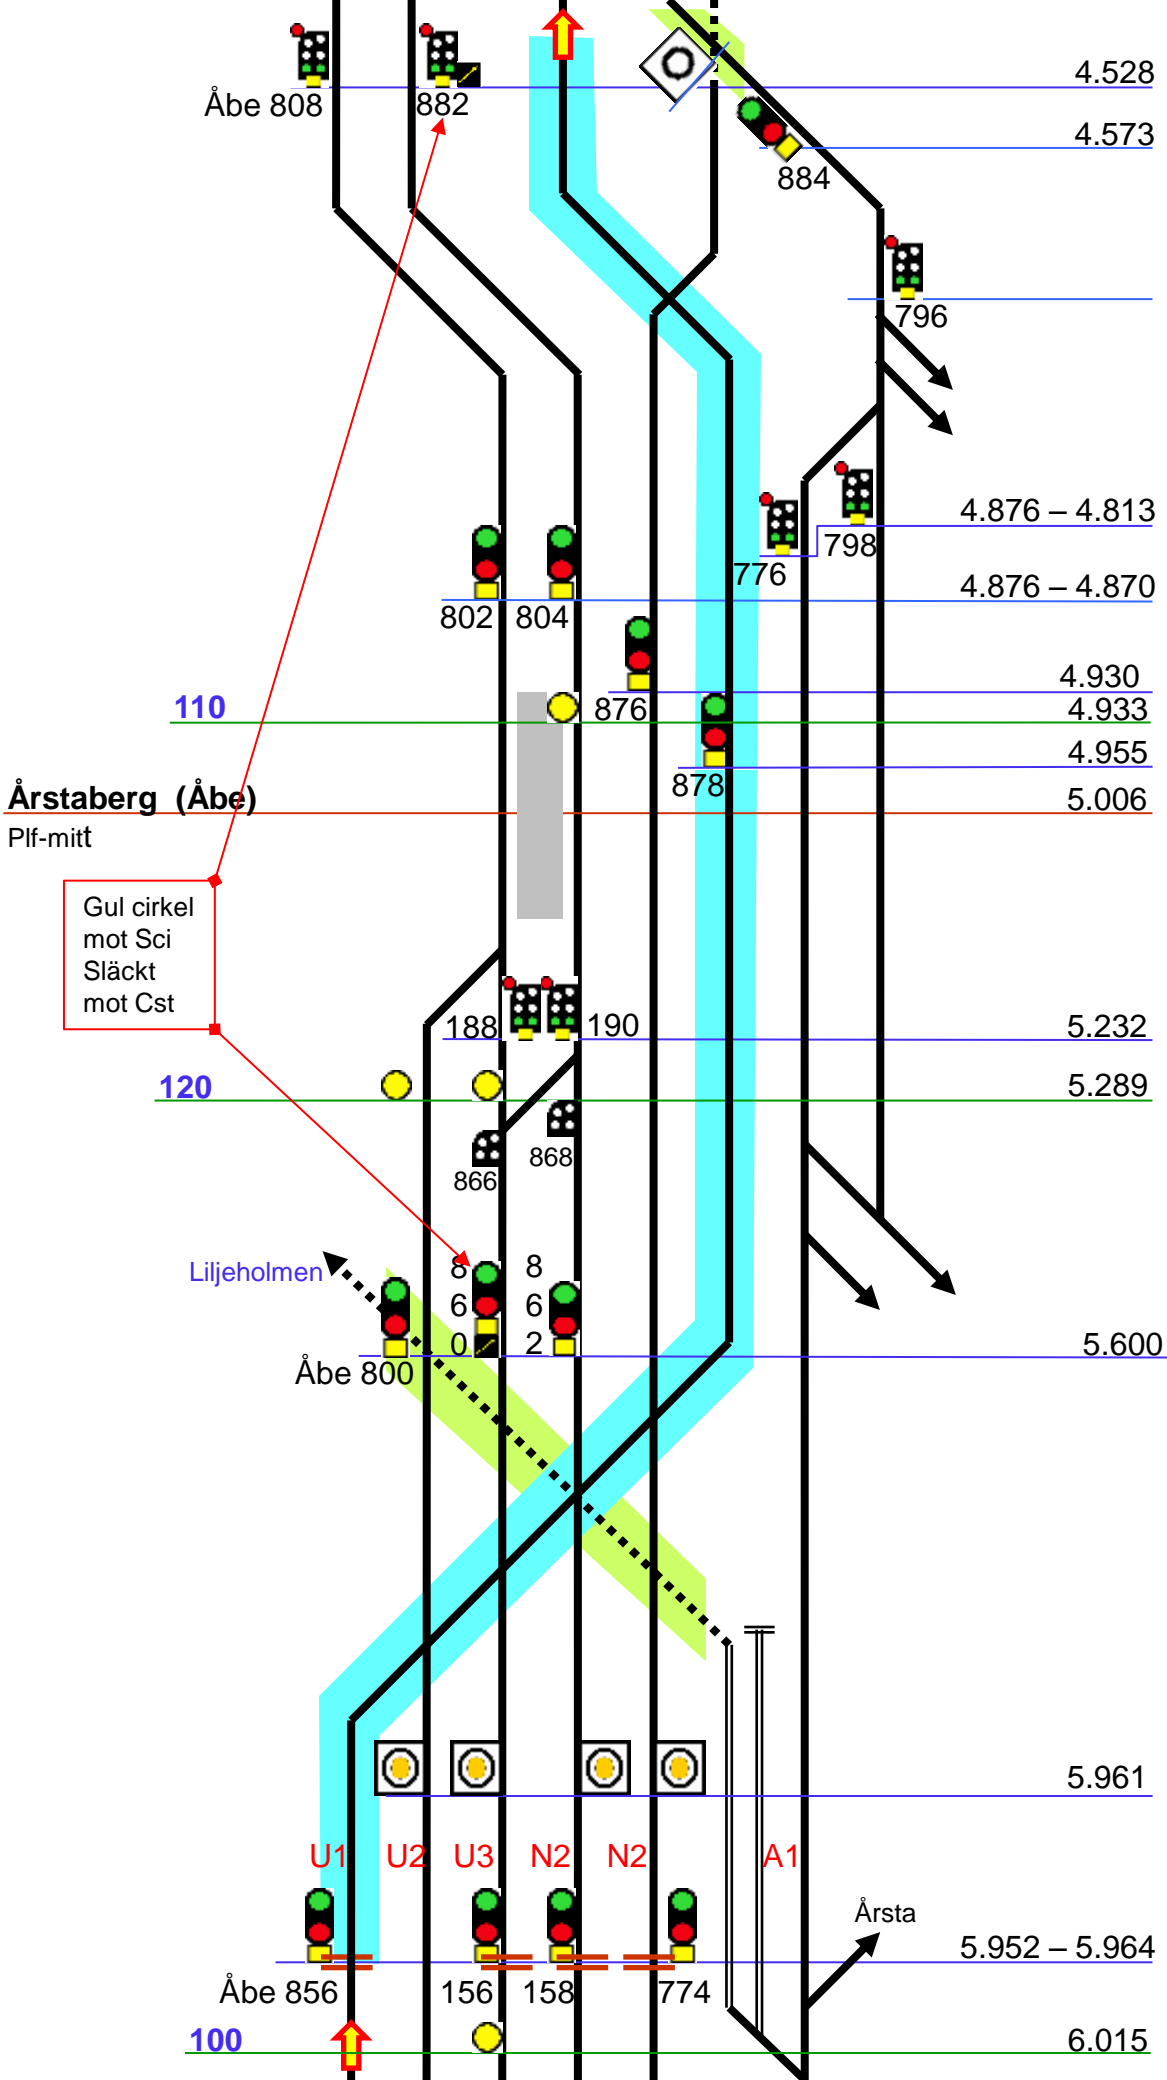 4.528
Åbe 808
882
4.573
884
796
4.876 – 4.813
798
776
4.876 – 4.870
802
804
4.930
876
110
4.933
4.955
878
Årstaberg (Åbe)
5.006
Plf-mitt
Gul cirkel
mot Sci
Släckt
mot Cst
188
190
5.232
120
5.289
868
866
Liljeholmen
8
8
6
6
0
2
5.600
Åbe 800
5.961
U1
U2
U3
N2
N2
A1
Årsta
5.952 – 5.964
Åbe 856
156
158
774
100
6.015